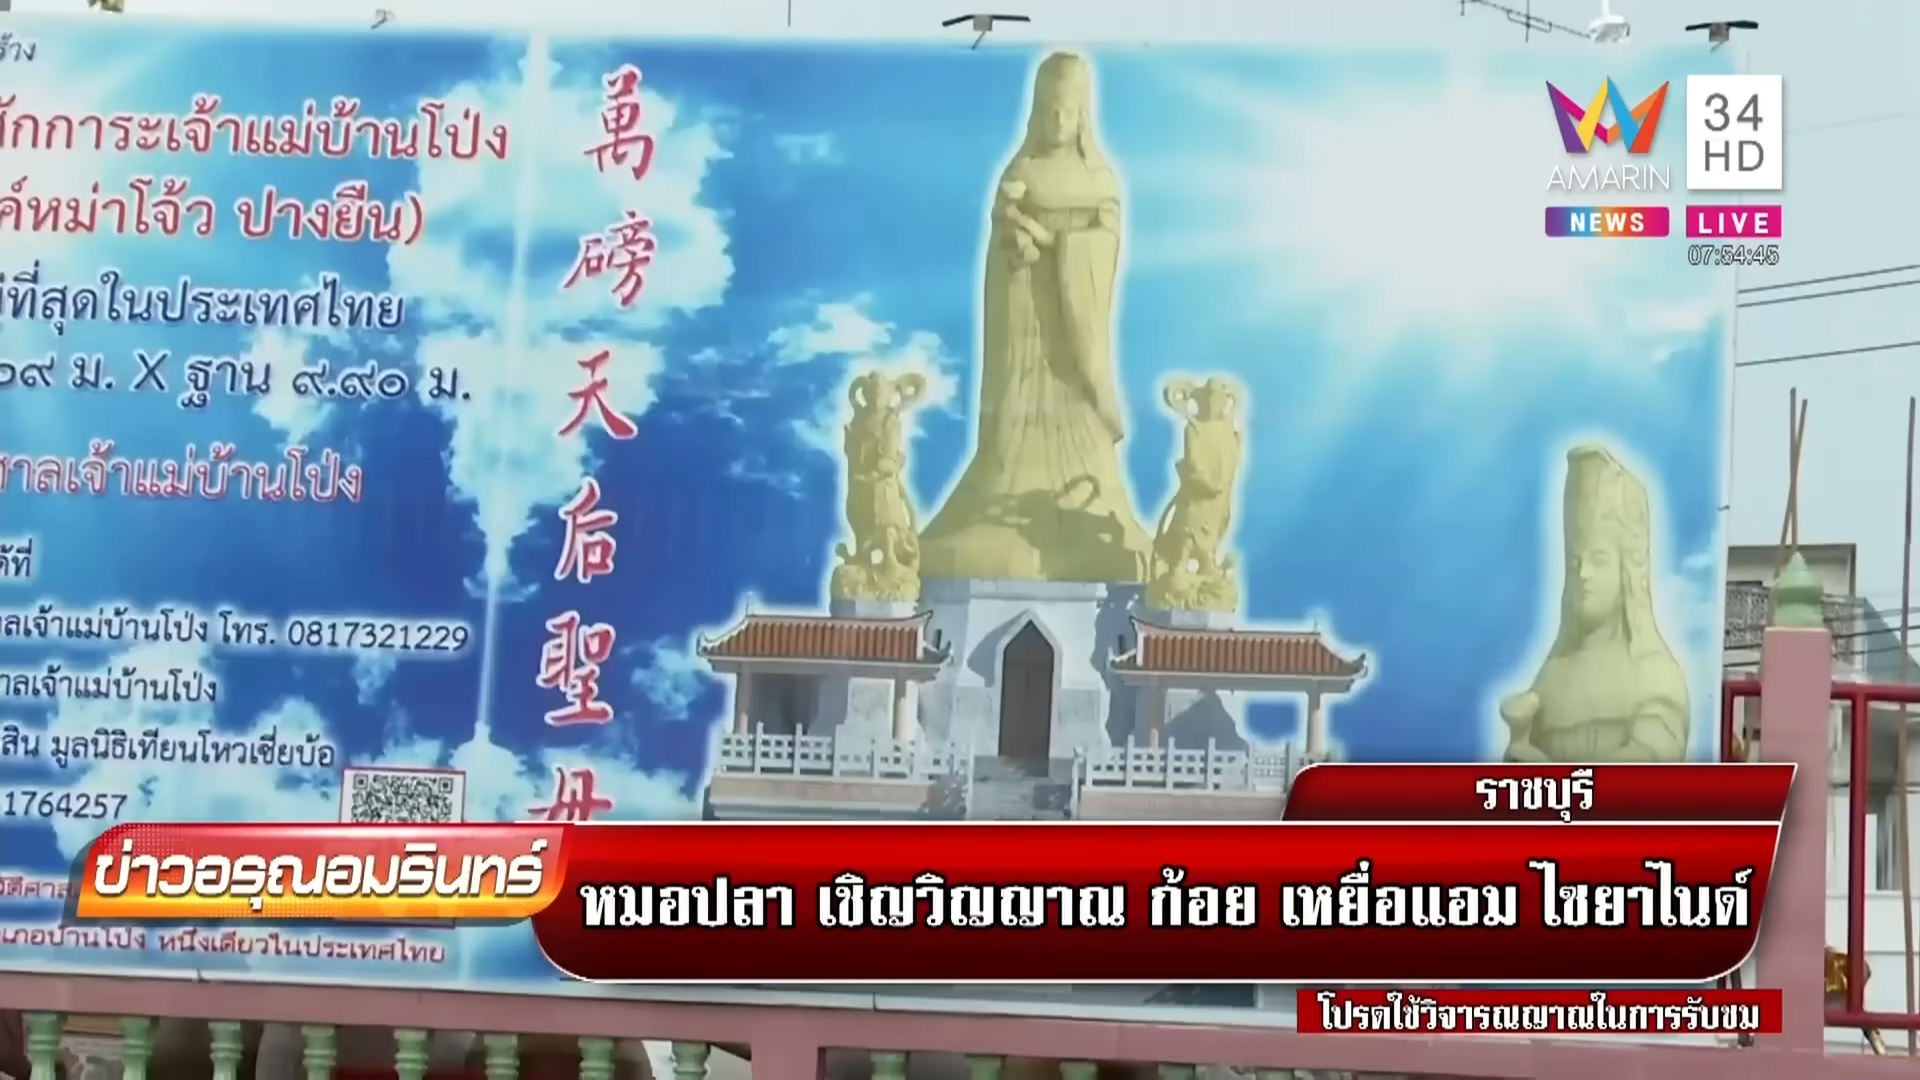 ร้าง
สักการะเจ้าแม่บ้านโป่ง
ค์หม่าโจ้ว ปางยืน)
ที่สุดในประเทศไทย
๐๙ ม. X ฐาน ๙.๙๐ ม.
ศาลเจ้าแม่บ้านโป่ง
ได้ที่
ศาลเจ้าแม่บ้านโป่ง โทร. 0817321229
ศาลเจ้าแม่บ้านโป่ง
สิน มูลนิธิเทียนโหวเซี่ยบ้อ
1764257
บ้านโป่ง หนึ่งเดียวในประเทศไทย
萬磅天后聖母
AMARIN
NEWS
34
HD
LIVE
07:54:45
ราชบุรี
ข่าวอรุณอมรินทร์
หมอปลา เชิญวิญญาณ ก้อย เหยื่อแอม ไซยาไนด์
โปรดใช้วิจารณญาณในการรับชม